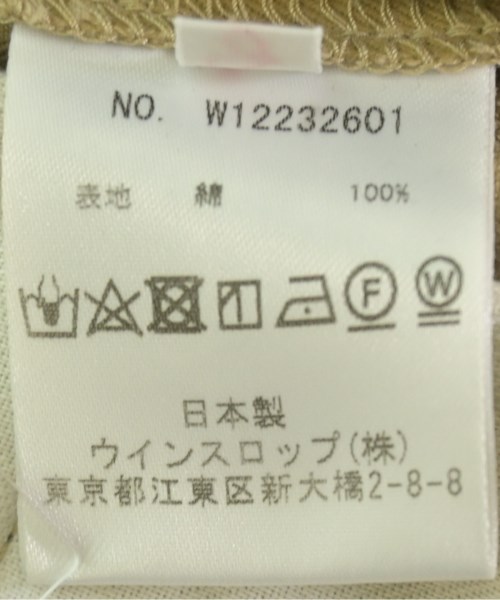 NO. W12232601
表地 綿 100%
F W
日本製
ウインスロップ(株)
東京都江東区新大橋2-8-8